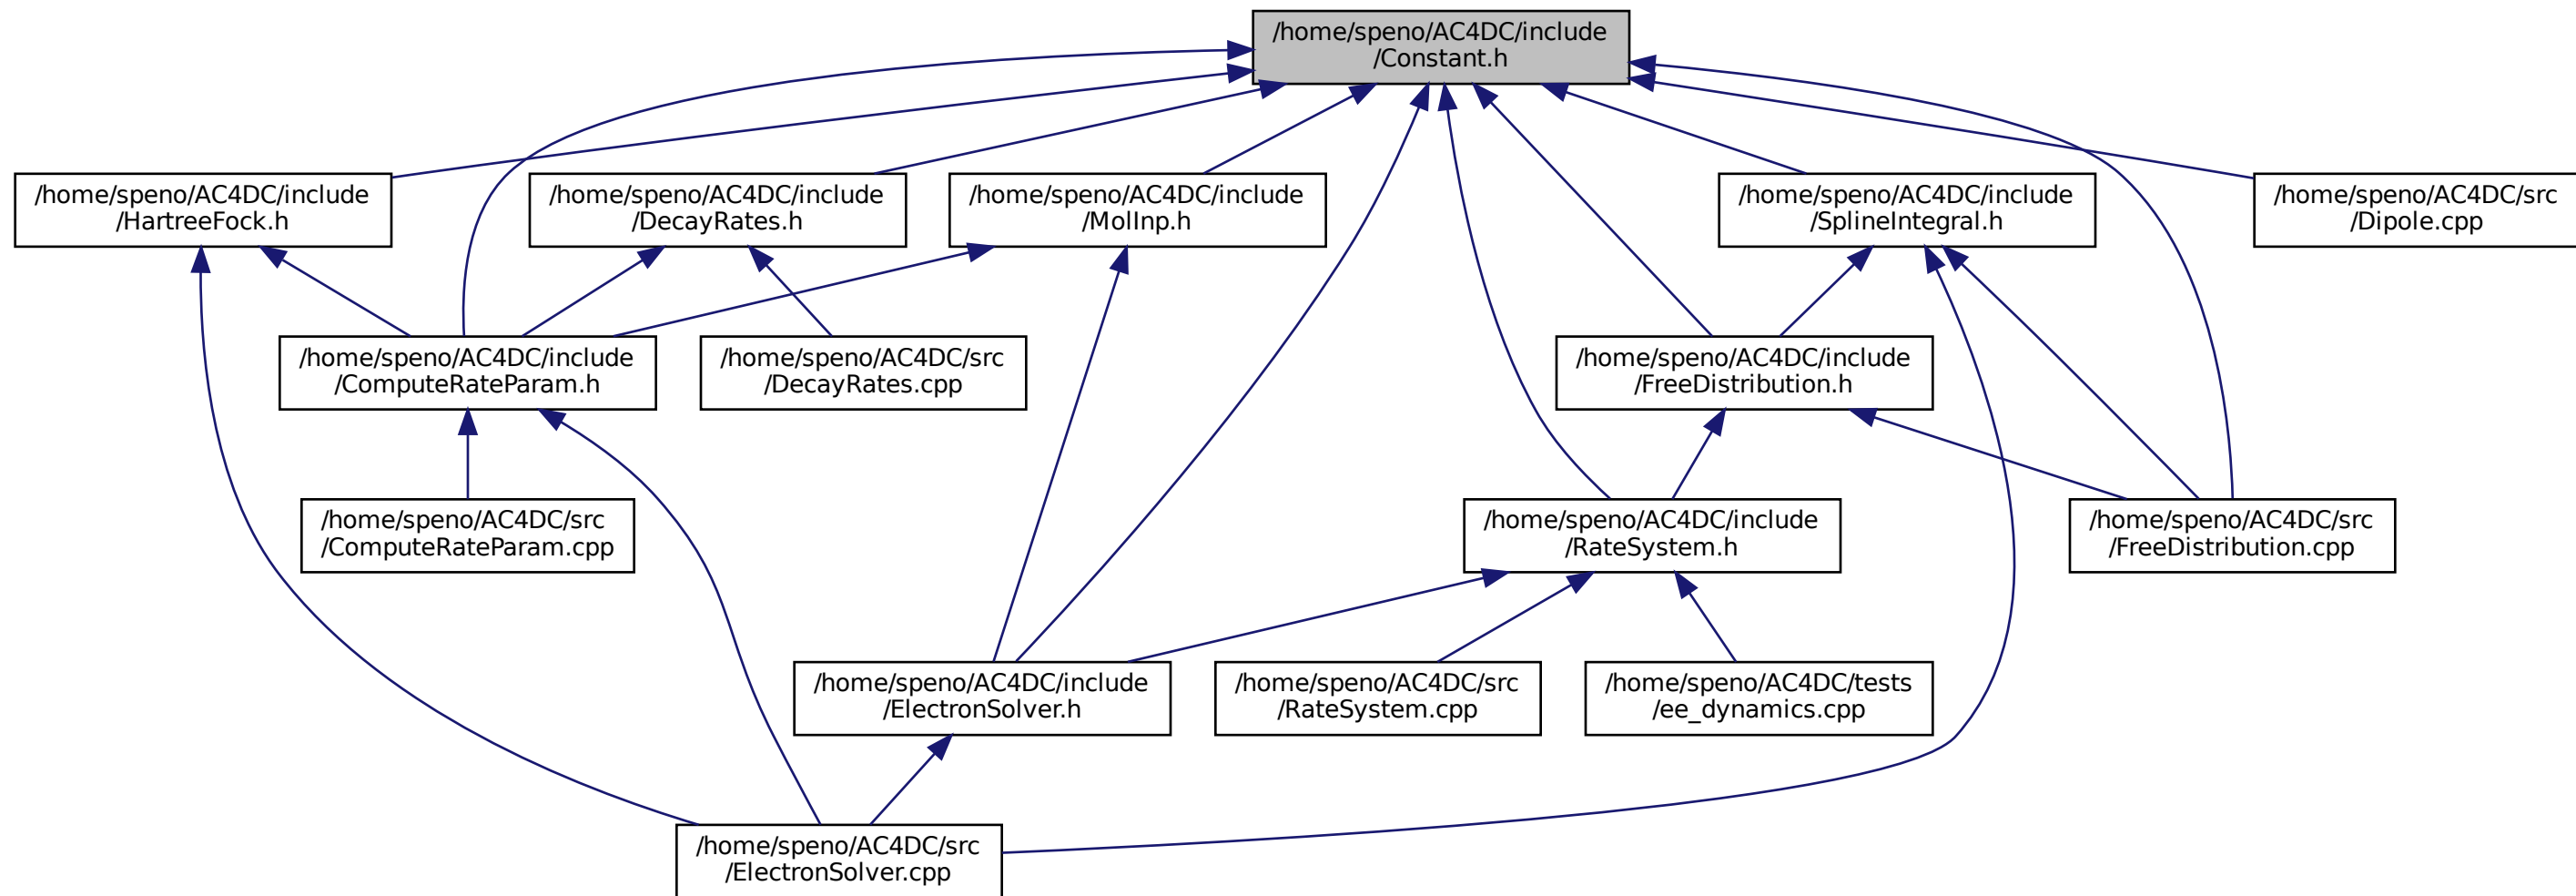 /home/speno/AC4DC/include
/Constant.h
/home/speno/AC4DC/include
/HartreeFock.h
/home/speno/AC4DC/include
/DecayRates.h
/home/speno/AC4DC/include
/MolInp.h
/home/speno/AC4DC/include
/SplineIntegral.h
/home/speno/AC4DC/src
/Dipole.cpp
/home/speno/AC4DC/include
/ComputeRateParam.h
/home/speno/AC4DC/src
/DecayRates.cpp
/home/speno/AC4DC/include
/FreeDistribution.h
/home/speno/AC4DC/src
/ComputeRateParam.cpp
/home/speno/AC4DC/include
/RateSystem.h
/home/speno/AC4DC/src
/FreeDistribution.cpp
/home/speno/AC4DC/include
/ElectronSolver.h
/home/speno/AC4DC/src
/RateSystem.cpp
/home/speno/AC4DC/tests
/ee_dynamics.cpp
/home/speno/AC4DC/src
/ElectronSolver.cpp